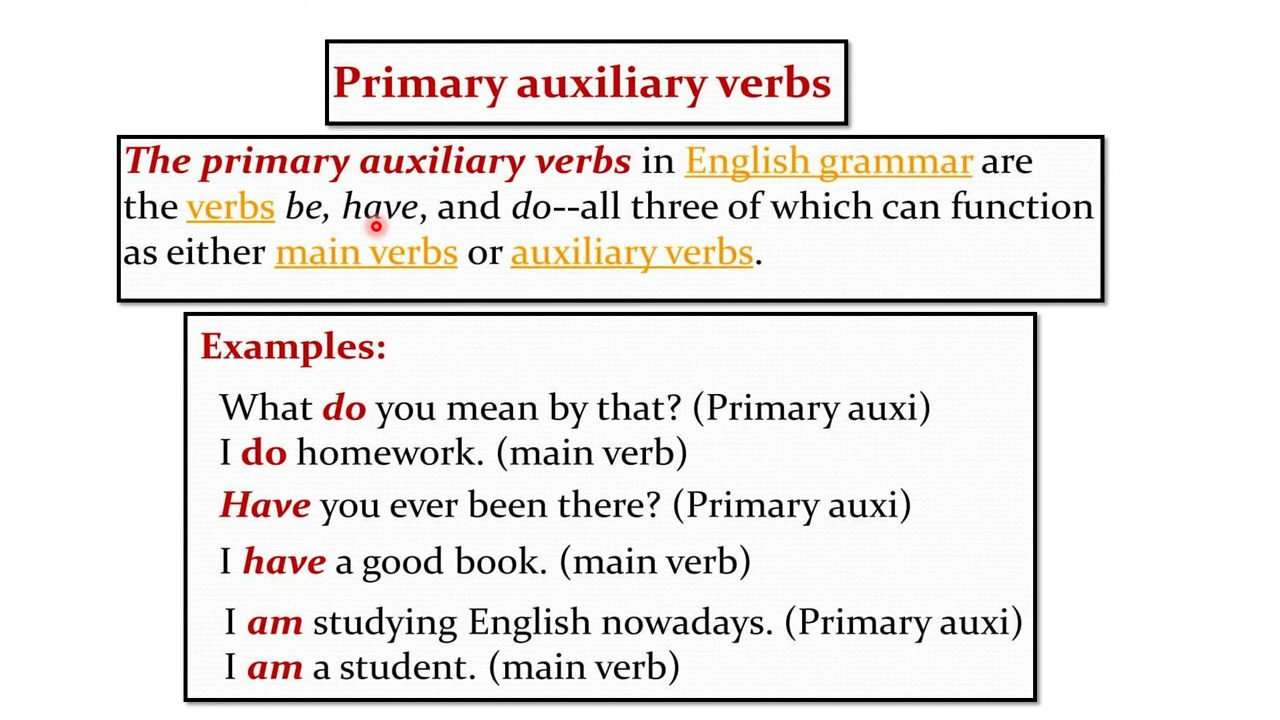 Primary auxiliary verbs
The primary auxiliary verbs in English grammar are
the verbs be, have, and do--all three of which can function
as either main verbs or auxiliary verbs.
Examples:
What do you mean by that? (Primary auxi)
I do homework. (main verb)
Have you ever been there? (Primary auxi)
I have a good book. (main verb)
I am studying English nowadays. (Primary auxi)
I am a student. (main verb)